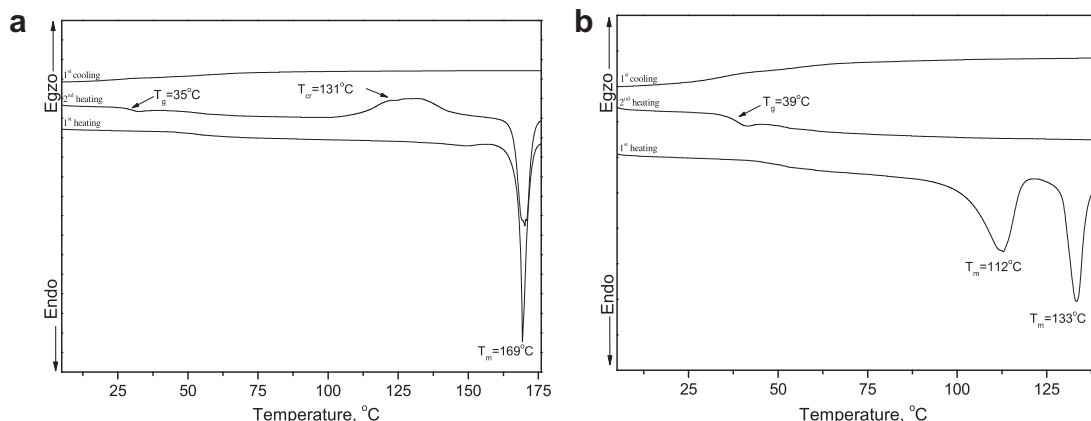 a
Egzo
Endo
1st cooling
2nd heating
1st heating
Tg=35°C
Tcr=131°C
Tm=169°C
25 50 75 100 125 150 175
Temperature, °C
b
Egzo
Endo
1st cooling
2nd heating
1st heating
Tg=39°C
Tm=112°C
Tm=133°C
25 50 75 100 125
Temperature, °C